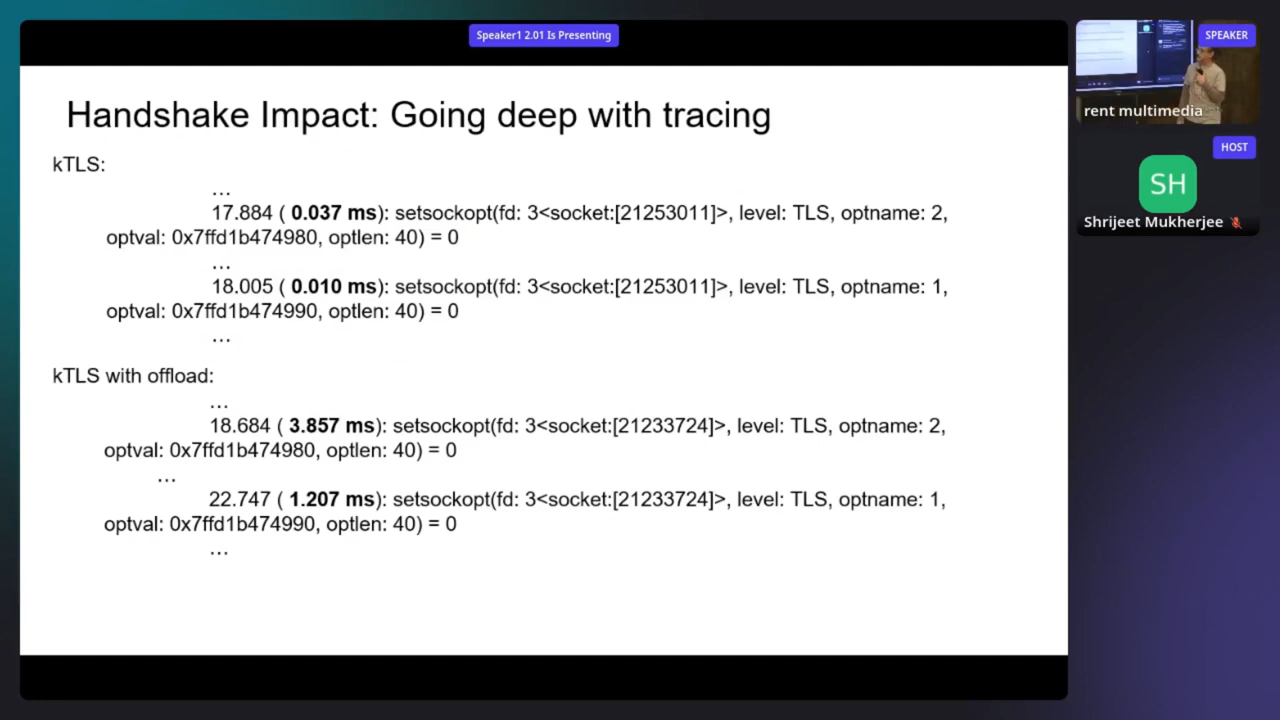 Speaker1 2.01 Is Presenting
Handshake Impact: Going deep with tracing
kTLS:
…
17.884 ( 0.037 ms): setsockopt(fd: 3<socket:[21253011]>, level: TLS, optname: 2,
optval: 0x7ffd1b474980, optlen: 40) = 0
…
18.005 ( 0.010 ms): setsockopt(fd: 3<socket:[21253011]>, level: TLS, optname: 1,
optval: 0x7ffd1b474990, optlen: 40) = 0
…
kTLS with offload:
…
18.684 ( 3.857 ms): setsockopt(fd: 3<socket:[21233724]>, level: TLS, optname: 2,
optval: 0x7ffd1b474980, optlen: 40) = 0
…
22.747 ( 1.207 ms): setsockopt(fd: 3<socket:[21233724]>, level: TLS, optname: 1,
optval: 0x7ffd1b474990, optlen: 40) = 0
…
SPEAKER
rent multimedia
HOST
SH
Shrijeet Mukherjee